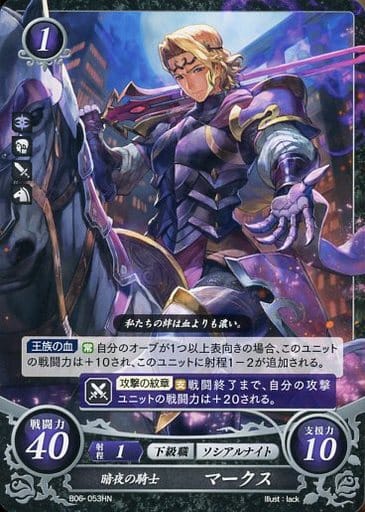 1
私たちの絆は血よりも濃い。
王族の血 常 自分のオーブが1つ以上表向きの場合、このユニット
の戦闘力は+10され、このユニットに射程1-2が追加される。
攻撃の紋章 支 戦闘終了まで、自分の攻撃
ユニットの戦闘力は+20される。
戦闘力 40
射程 1
下級職
ソシアルナイト
支援力 10
暗夜の騎士 マークス
B06-053HN
Illust : lack